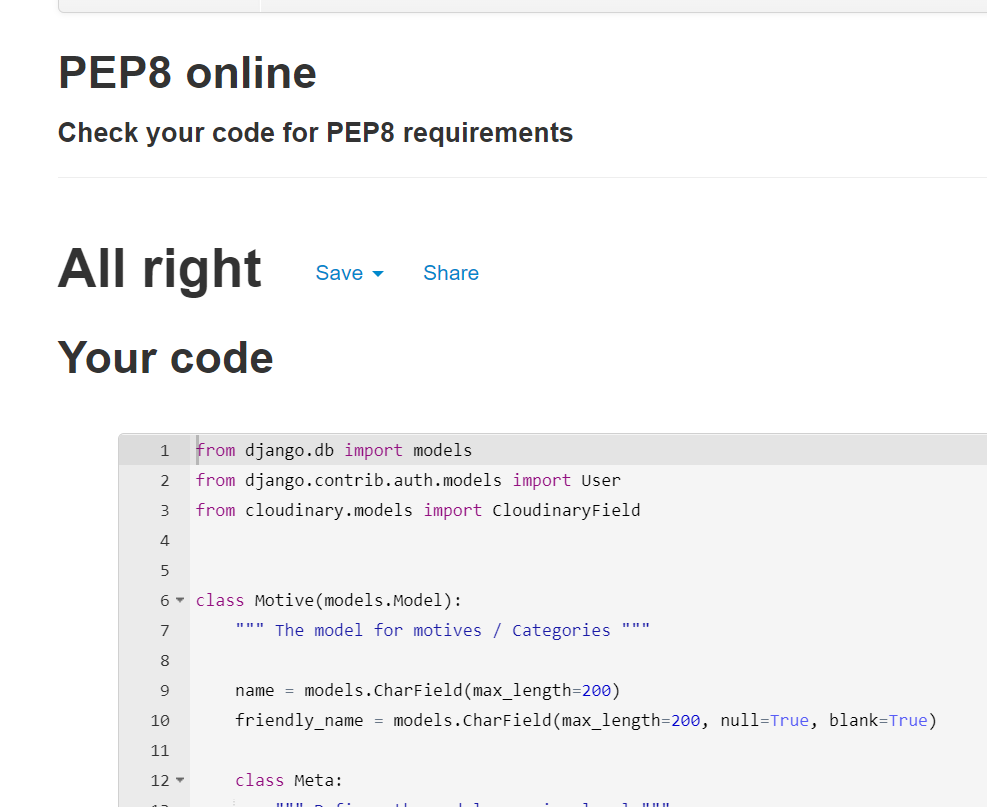 PEP8 online
Check your code for PEP8 requirements
All right Save Share
Your code
1 from django.db import models
2 from django.contrib.auth.models import User
3 from cloudinary.models import CloudinaryField
4
5
6 class Motive(models.Model):
7 """ The model for motives / Categories """
8
9 name = models.CharField(max_length=200)
10 friendly_name = models.CharField(max_length=200, null=True, blank=True)
11
12 class Meta: